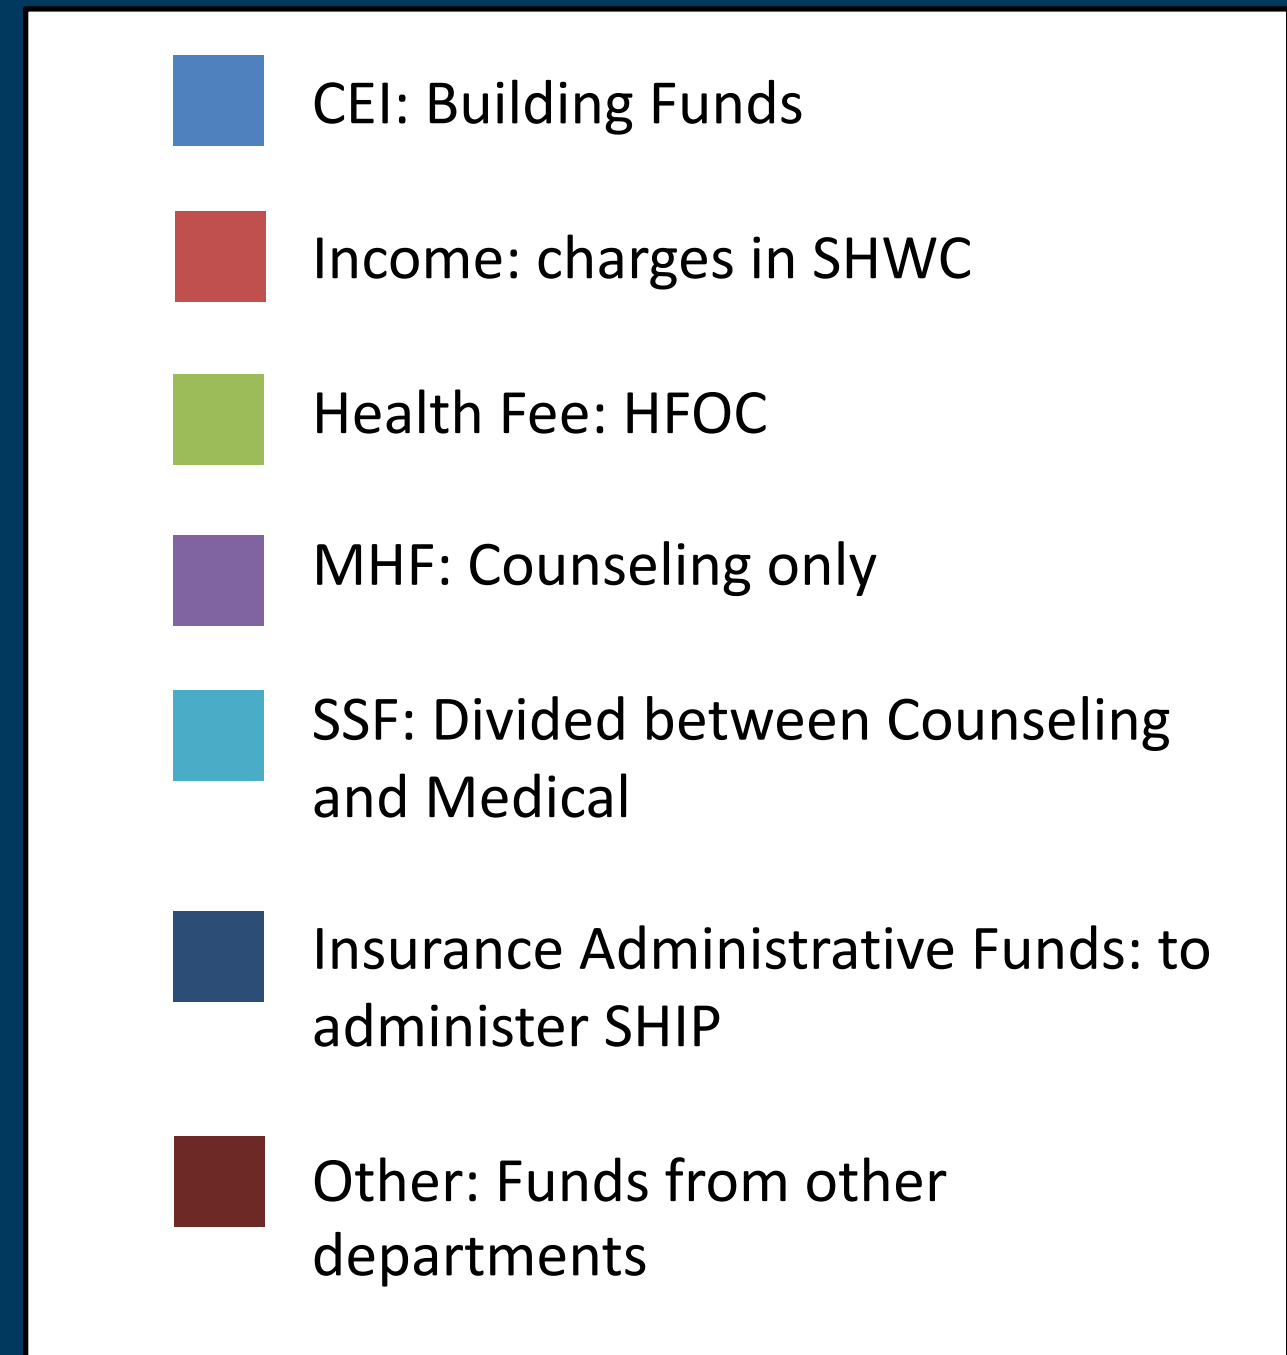 CEI: Building Funds
Income: charges in SHWC
Health Fee: HFOC
MHF: Counseling only
SSF: Divided between Counseling
and Medical
Insurance Administrative Funds: to
administer SHIP
Other: Funds from other
departments